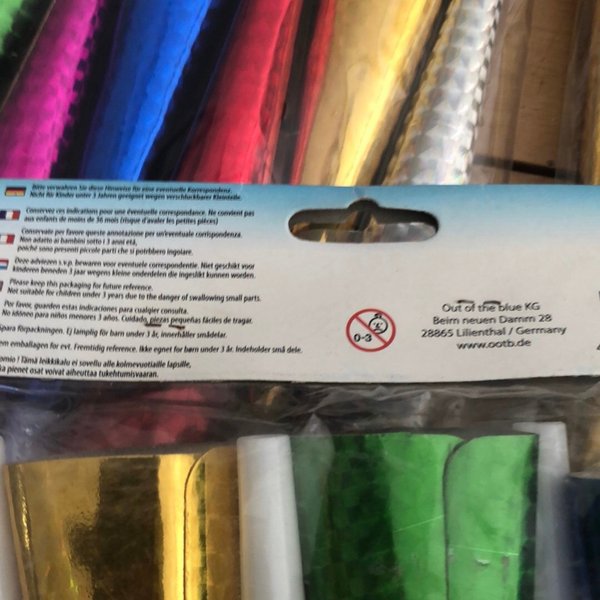 Bitte verwahren Sie diese Hinweise für eine eventuelle Korrespondenz.
Nicht für Kinder unter 3 Jahren geeignet wegen verschluckbarer Kleinteile.
Conservez ces indications pour une éventuelle correspondance. Ne convient pas
aux enfants de moins de 36 mois (risque d'avaler de petites pièces)
Conservate per favore queste annotazione per un'eventuale corrispondenza.
Non adatto ai bambini sotto i 3 anni età,
poiché sono presenti piccole parti che si potrbbero ingoiare.
Deze adviezen s.v.p. bewaren voor eventuele correspondentie. Niet geschikt voor
kinderen beneden 3 jaar wegens kleine onderdelen die ingeslikt kunnen worden.
Please keep this packaging for future reference.
Not suitable for children under 3 years due to the danger of swallowing small parts.
Por favor, guarden estas indicaciones para cualquier consulta.
No idóneo para niños menores 3 años. Cuidado, piezas pequeñas fáciles de tragar.
Spara förpackningen. Ej lämplig för barn under 3 år, innehåller smådelar.
emballagen for evt. Fremtidig reference. Ikke egnet for børn under 3 år. Indeholder små dele.
! Tämä leikkikalu ei sovellu alle kolmevuotiaille lapsille,
pienet osat voivat aiheuttaa tukehtumisvaaran.
0-3
Out of the blue KG
Beim neuen Damm 28
28865 Lilienthal / Germany
www.ootb.de